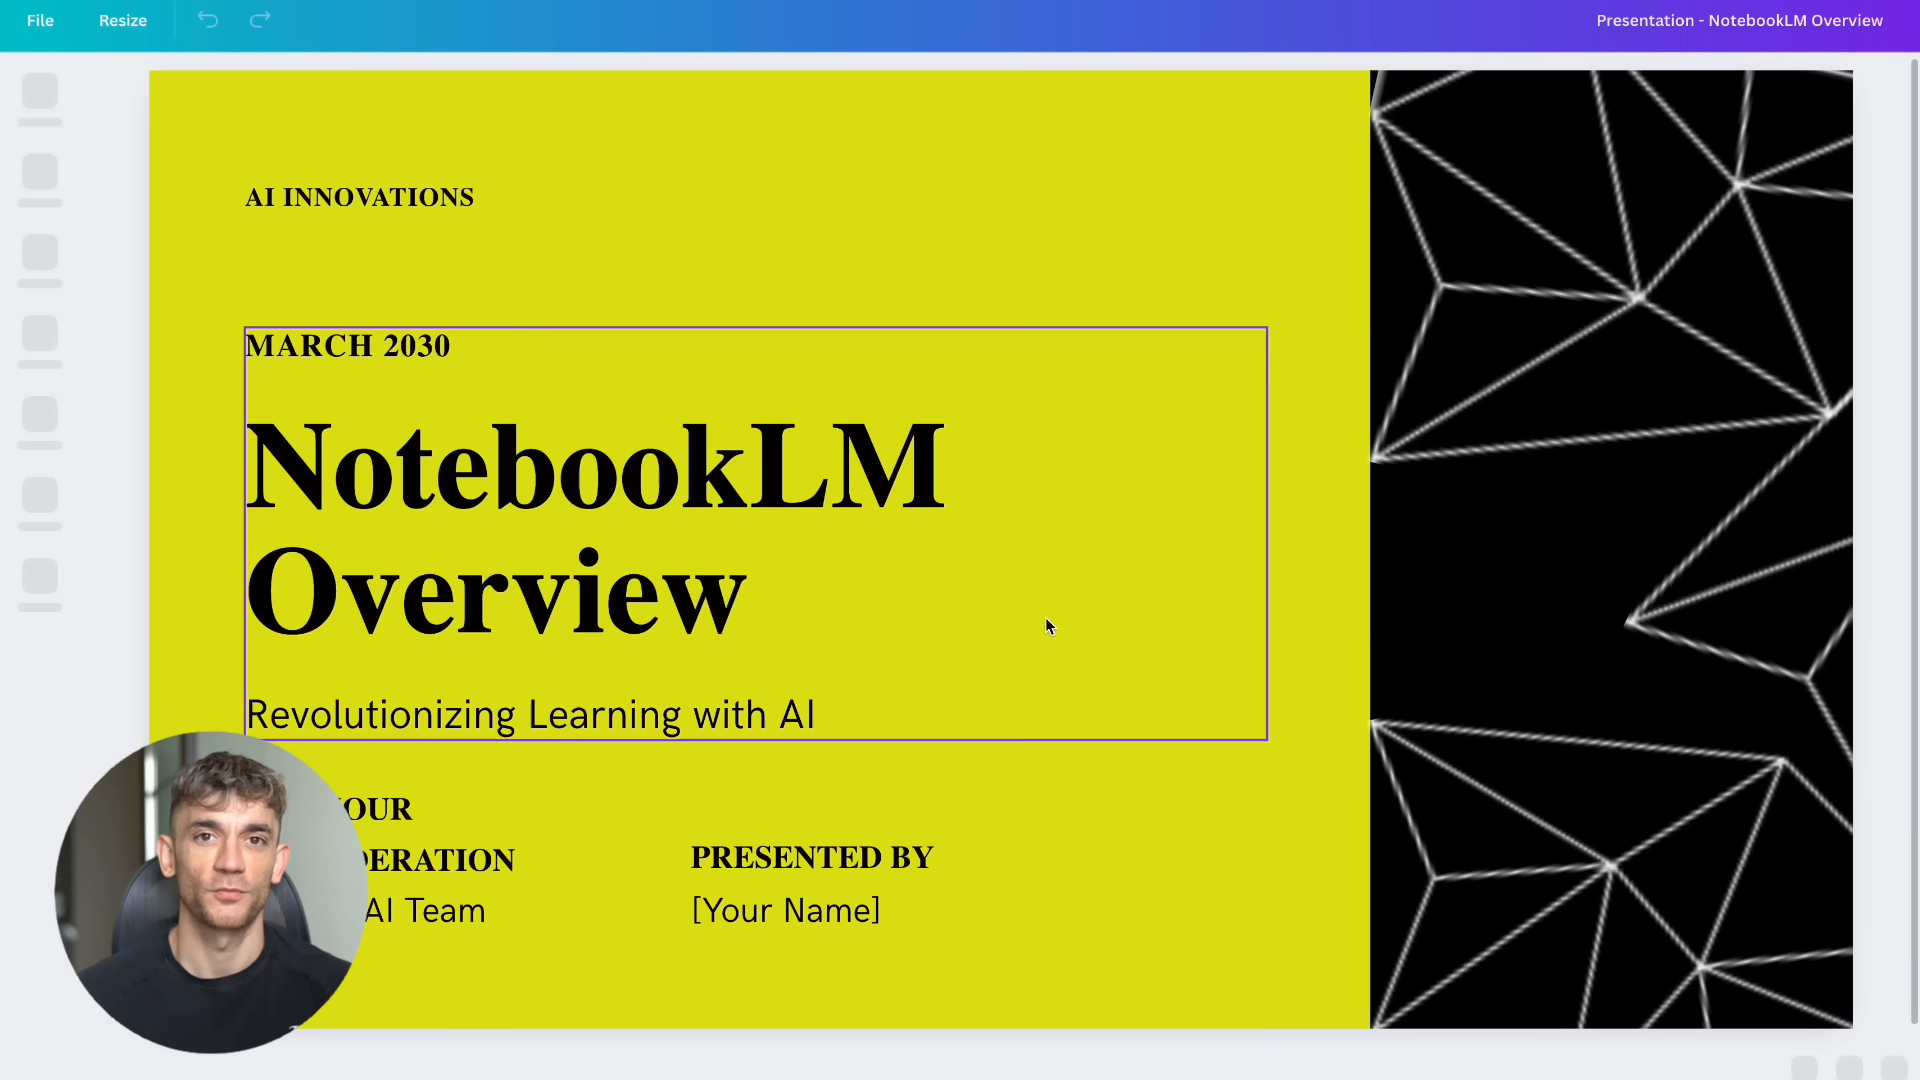 File Resize
Presentation - NotebookLM Overview
AI INNOVATIONS
MARCH 2030
NotebookLM
Overview
Revolutionizing Learning with AI
AI Team
PRESENTED BY
[Your Name]